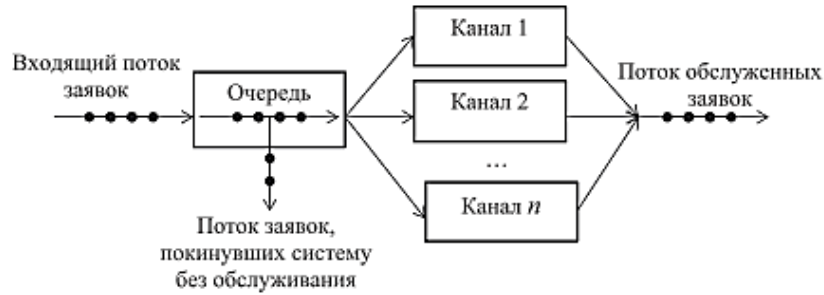 Входящий поток
заявок
Очередь
Поток заявок,
покинувших систему
без обслуживания
Канал 1
Канал 2
...
Канал n
Поток обслуженных
заявок